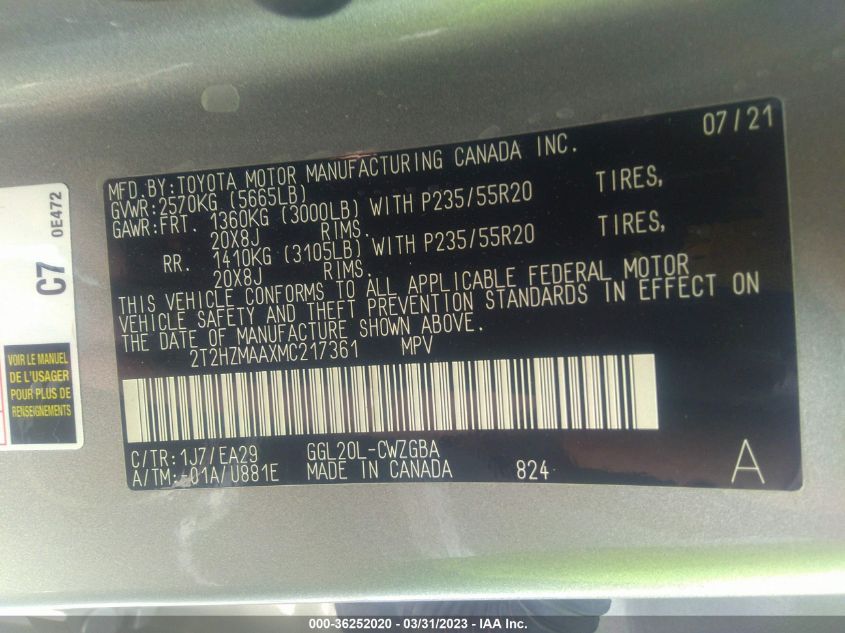 07/21
MFD.BY:TOYOTA MOTOR MANUFACTURING CANADA INC.
GVWR:2570KG (5665LB)
GAWR:FRT. 1360KG (3000LB) WITH P235/55R20 TIRES,
20X8J RIMS.
RR. 1410KG (3105LB) WITH P235/55R20 TIRES,
20X8J RIMS.
THIS VEHICLE CONFORMS TO ALL APPLICABLE FEDERAL MOTOR
VEHICLE SAFETY AND THEFT PREVENTION STANDARDS IN EFFECT ON
THE DATE OF MANUFACTURE SHOWN ABOVE.
2T2HZMAAXMC217361 MPV
C/TR:1J7/EA29 GGL20L-CWZGBA
A/TM:-01A/U881E MADE IN CANADA 824 A
C7 0E472
VOIR LE MANUEL
DE L'USAGER
POUR PLUS DE
RENSEIGNEMENTS
000-36252020 - 03/31/2023 - IAA Inc.